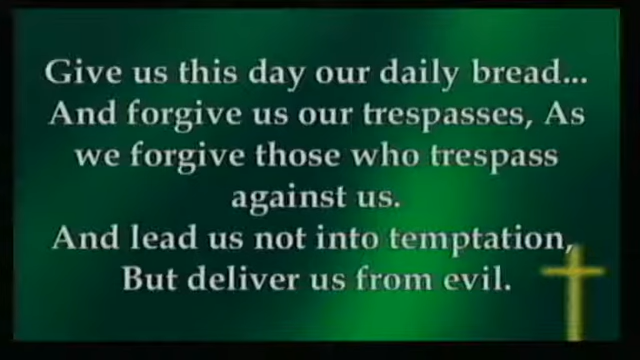 Give us this day our daily bread...
And forgive us our trespasses, As
we forgive those who trespass
against us.
And lead us not into temptation,
But deliver us from evil.